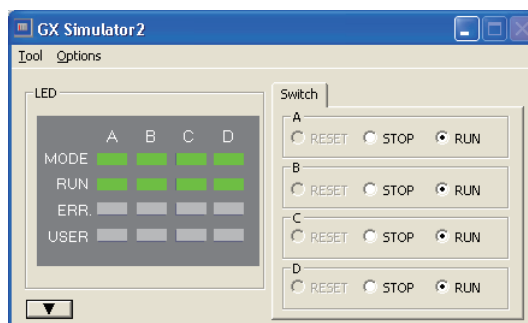 GX Simulator2
Tool Options
LED
A B C D
MODE
RUN
ERR.
USER
Switch
A
RESET STOP RUN
B
RESET STOP RUN
C
RESET STOP RUN
D
RESET STOP RUN